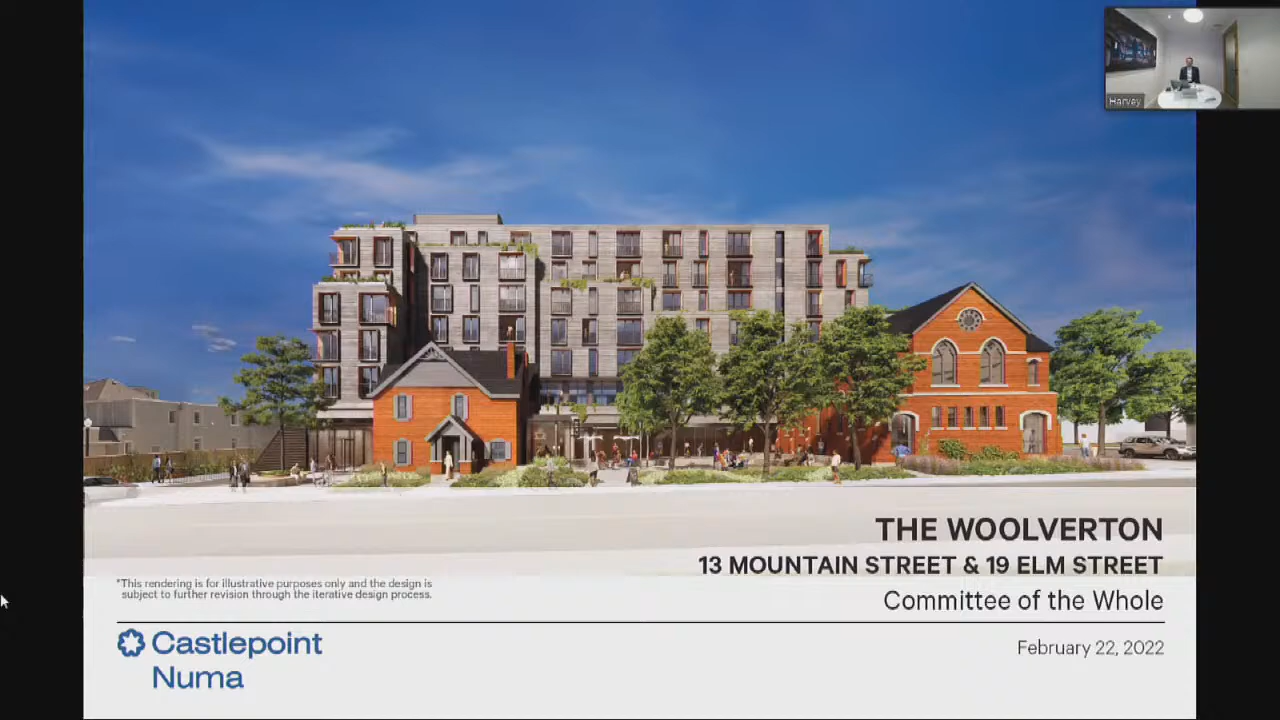 Harvey
THE WOOLVERTON
13 MOUNTAIN STREET & 19 ELM STREET
Committee of the Whole
February 22, 2022
*This rendering is for illustrative purposes only and the design is
subject to further revision through the iterative design process.
Castlepoint
Numa